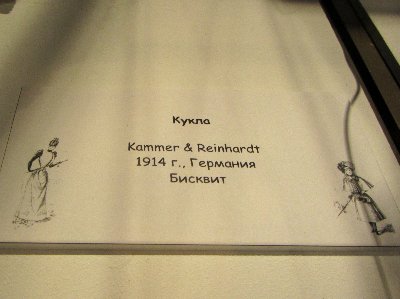 Кукла
Kammer & Reinhardt
1914 г., Германия
Бисквит